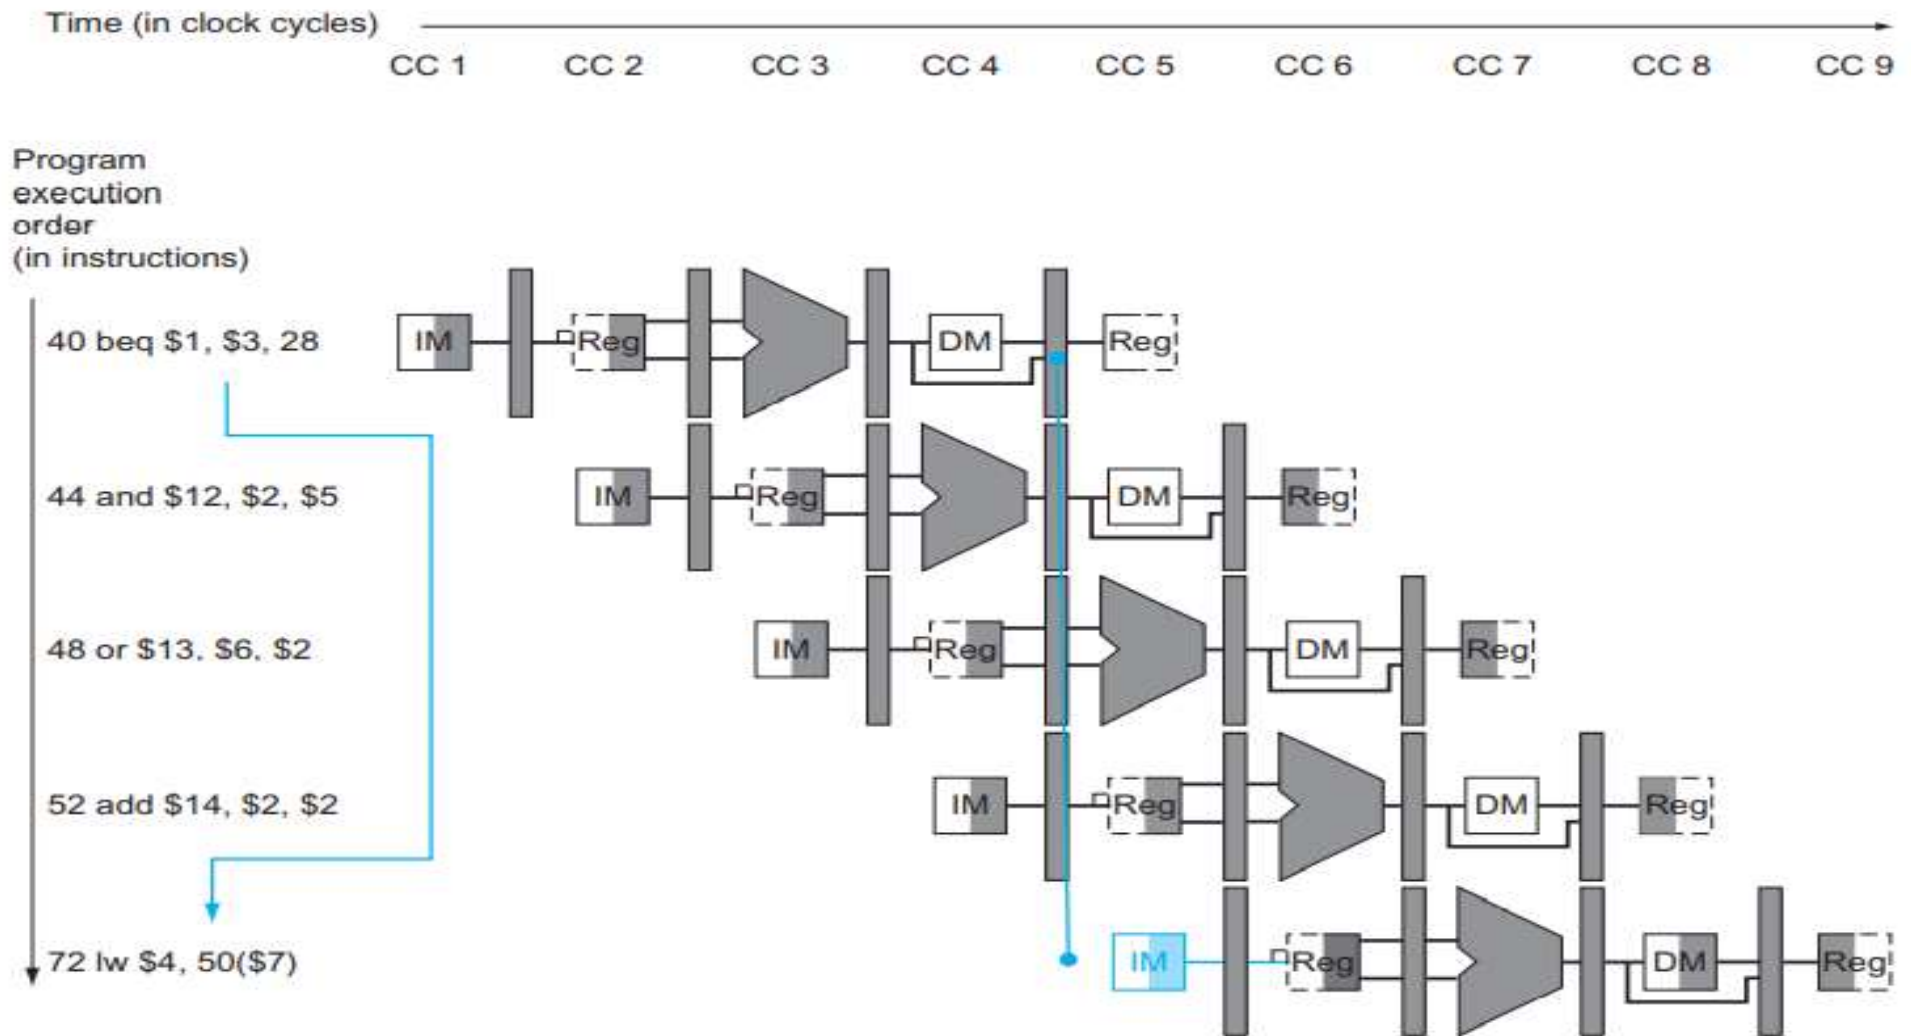 Time (in clock cycles)
CC 1 CC 2 CC 3 CC 4 CC 5 CC 6 CC 7 CC 8 CC 9
Program
execution
order
(in instructions)
40 beq $1, $3, 28 IM Reg DM Reg
44 and $12, $2, $5 IM Reg DM Reg
48 or $13, $6, $2 IM Reg DM Reg
52 add $14, $2, $2 IM Reg DM Reg
72 lw $4, 50($7) IM Reg DM Reg